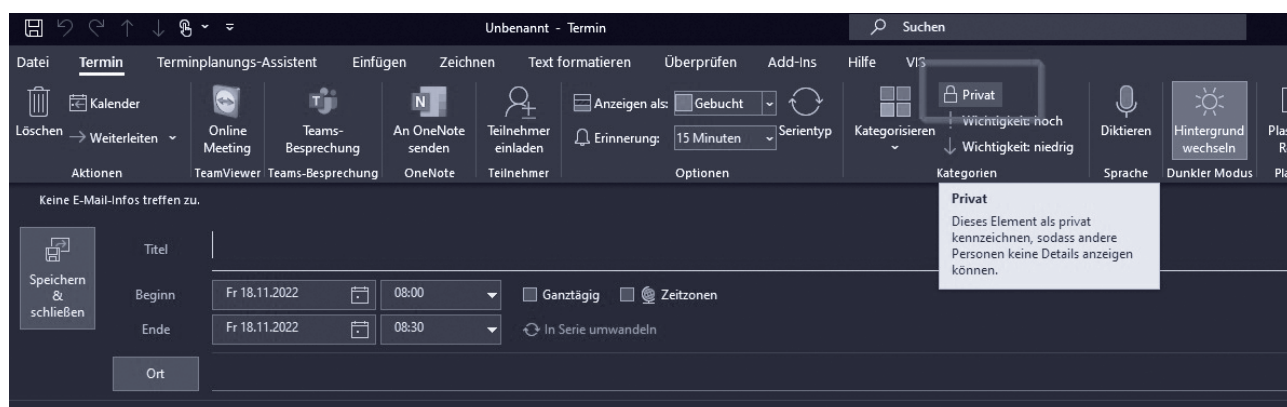 Unbenannt - Termin
Suchen
Datei Termin Terminplanungs-Assistent Einfügen Zeichnen Text formatieren Überprüfen Add-Ins Hilfe VIS
Löschen
Kalender
Weiterleiten
Aktionen
Online Meeting
TeamViewer
Teams-
Besprechung
Teams-Besprechung
An OneNote
senden
OneNote
Teilnehmer
einladen
Teilnehmer
Anzeigen als: Gebucht
Erinnerung: 15 Minuten
Serientyp
Optionen
Kategorisieren
Privat
Wichtigkeit: hoch
Wichtigkeit: niedrig
Kategorien
Diktieren
Sprache
Hintergrund
wechseln
Dunkler Modus
Keine E-Mail-Infos treffen zu.
Privat
Dieses Element als privat
kennzeichnen, sodass andere
Personen keine Details anzeigen
können.
Speichern
&
schließen
Titel
Beginn Fr 18.11.2022 08:00 Ganztägig Zeitzonen
Ende Fr 18.11.2022 08:30 In Serie umwandeln
Ort